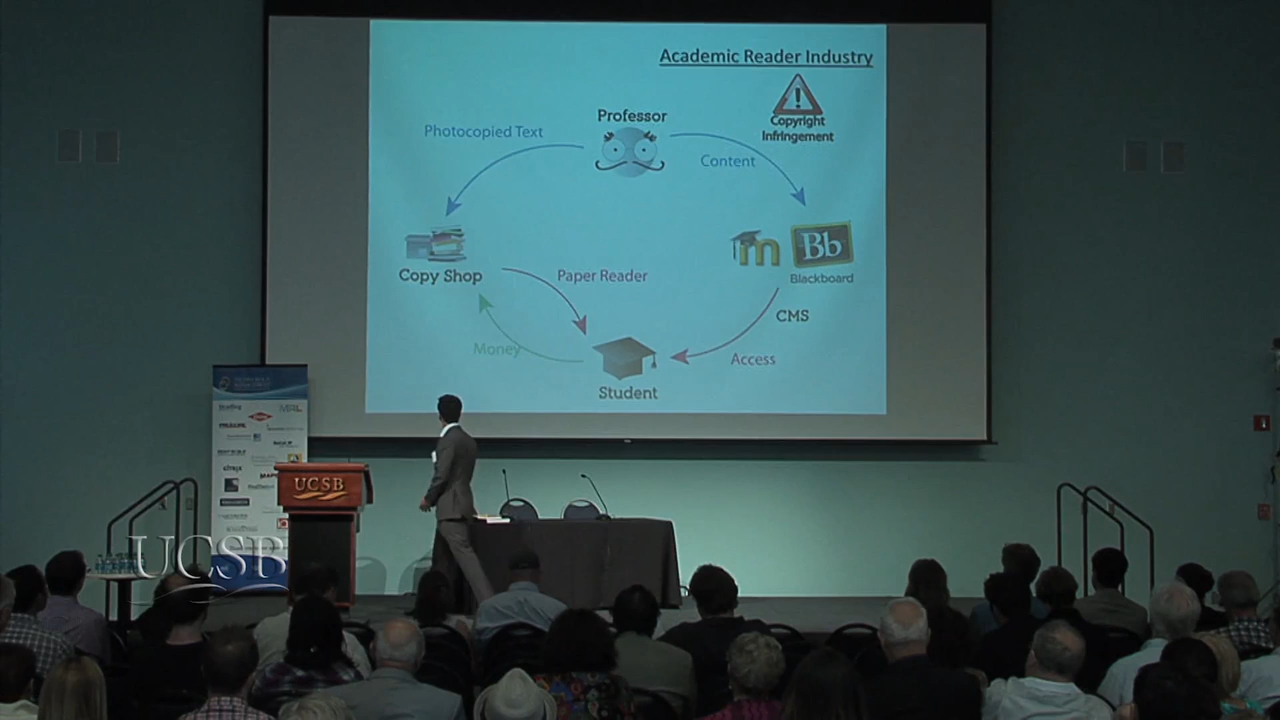 Academic Reader Industry
Professor
Photocopied Text
Copyright
Infringement
Content
m
Bb
Blackboard
Copy Shop
Paper Reader
CMS
Money
Access
Student
UCSB
UCSB
CITRIX